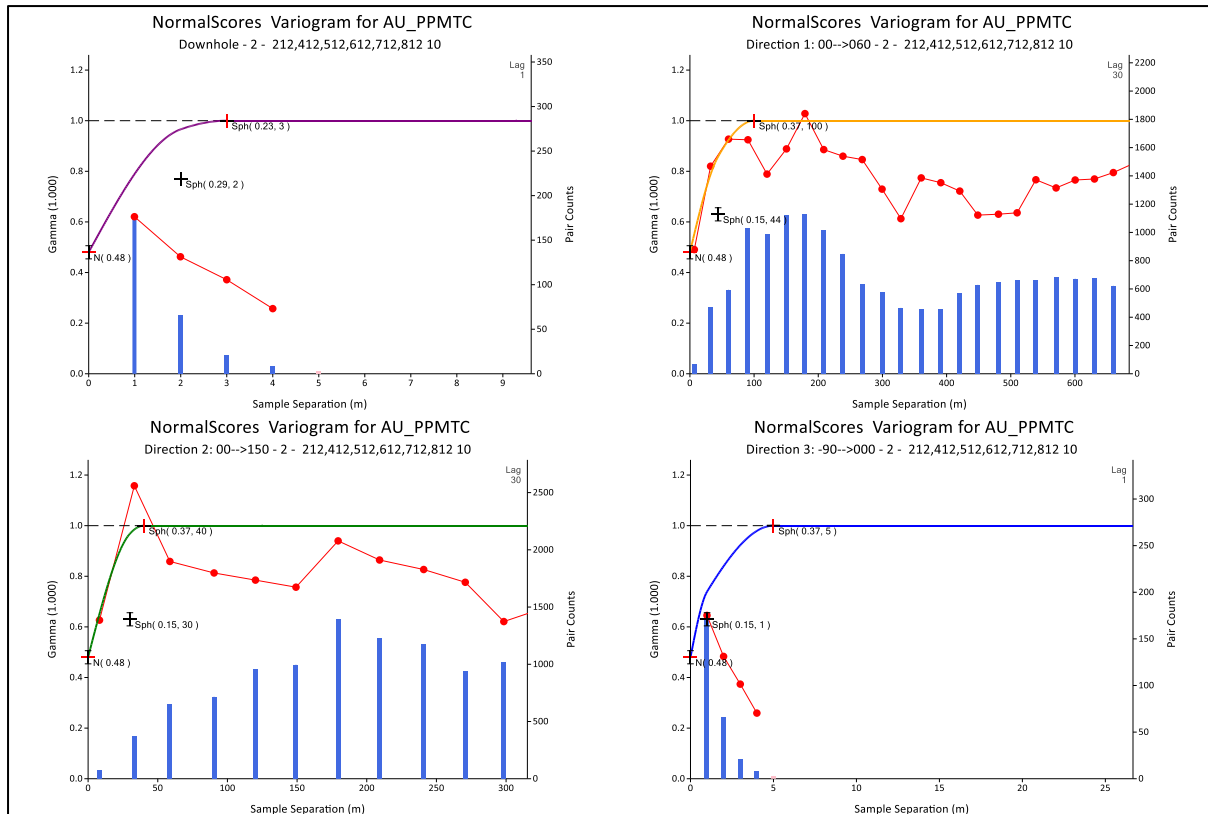 NormalScores Variogram for AU_PPMTC
Downhole - 2 - 212,412,512,612,712,812 10
Lag
1
1.2
1.0
0.8
0.6
0.4
0.2
0.0
Gamma (1.000)
350
300
250
200
150
100
50
0
Pair Counts
Sph( 0.23, 3 )
Sph( 0.29, 2 )
N( 0.48 )
0
1
2
3
4
5
6
7
8
9
Sample Separation (m)
NormalScores Variogram for AU_PPMTC
Direction 1: 00-->060 - 2 - 212,412,512,612,712,812 10
Lag
30
1.2
1.0
0.8
0.6
0.4
0.2
0.0
Gamma (1.000)
2200
2000
1800
1600
1400
1200
1000
800
600
400
200
0
Pair Counts
Sph( 0.37, 100 )
Sph( 0.15, 44 )
N( 0.48 )
0
100
200
300
400
500
600
Sample Separation (m)
NormalScores Variogram for AU_PPMTC
Direction 2: 00-->150 - 2 - 212,412,512,612,712,812 10
Lag
30
1.2
1.0
0.8
0.6
0.4
0.2
0.0
Gamma (1.000)
2500
2000
1500
1000
500
0
Pair Counts
Sph( 0.37, 40 )
Sph( 0.15, 30 )
N( 0.48 )
0
50
100
150
200
250
300
Sample Separation (m)
NormalScores Variogram for AU_PPMTC
Direction 3: -90-->000 - 2 - 212,412,512,612,712,812 10
Lag
1
1.2
1.0
0.8
0.6
0.4
0.2
0.0
Gamma (1.000)
300
250
200
150
100
50
0
Pair Counts
Sph( 0.37, 5 )
Sph( 0.15, 1 )
N( 0.48 )
0
5
10
15
20
25
Sample Separation (m)